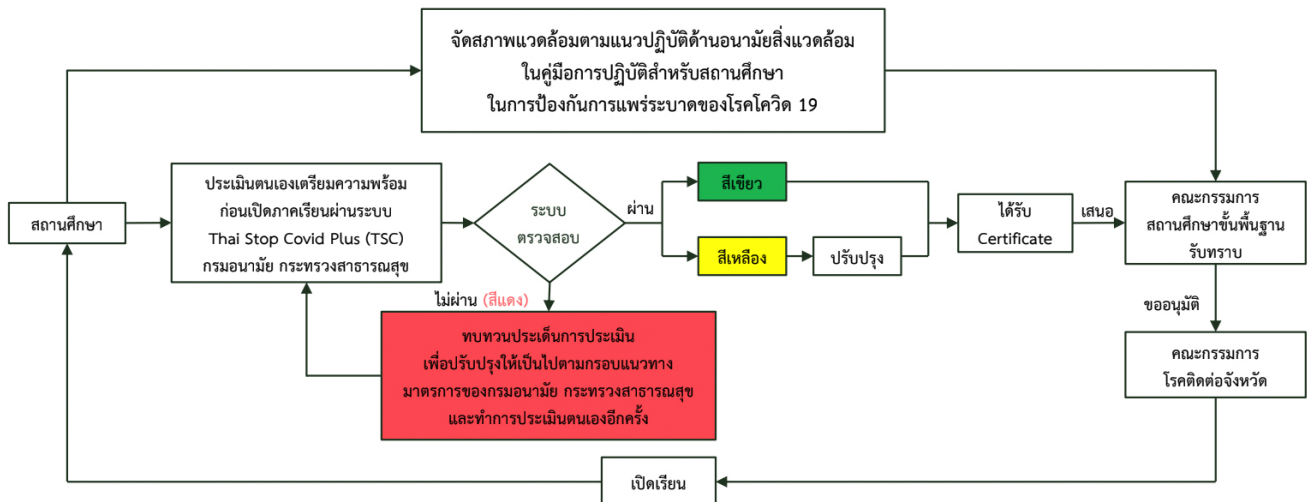 จัดสภาพแวดล้อมตามแนวปฏิบัติด้านอนามัยสิ่งแวดล้อม
ในคู่มือการปฏิบัติสำหรับสถานศึกษา
ในการป้องกันการแพร่ระบาดของโรคโควิด 19
สถานศึกษา
ประเมินตนเองเตรียมความพร้อม
ก่อนเปิดภาคเรียนผ่านระบบ
Thai Stop Covid Plus (TSC)
กรมอนามัย กระทรวงสาธารณสุข
ระบบ
ตรวจสอบ
ผ่าน
สีเขียว
สีเหลือง
ปรับปรุง
ได้รับ
Certificate
เสนอ
คณะกรรมการ
สถานศึกษาขั้นพื้นฐาน
รับทราบ
ไม่ผ่าน (สีแดง)
ทบทวนประเด็นการประเมิน
เพื่อปรับปรุงให้เป็นไปตามกรอบแนวทาง
มาตรการของกรมอนามัย กระทรวงสาธารณสุข
และทำการประเมินตนเองอีกครั้ง
ขออนุมัติ
คณะกรรมการ
โรคติดต่อจังหวัด
เปิดเรียน